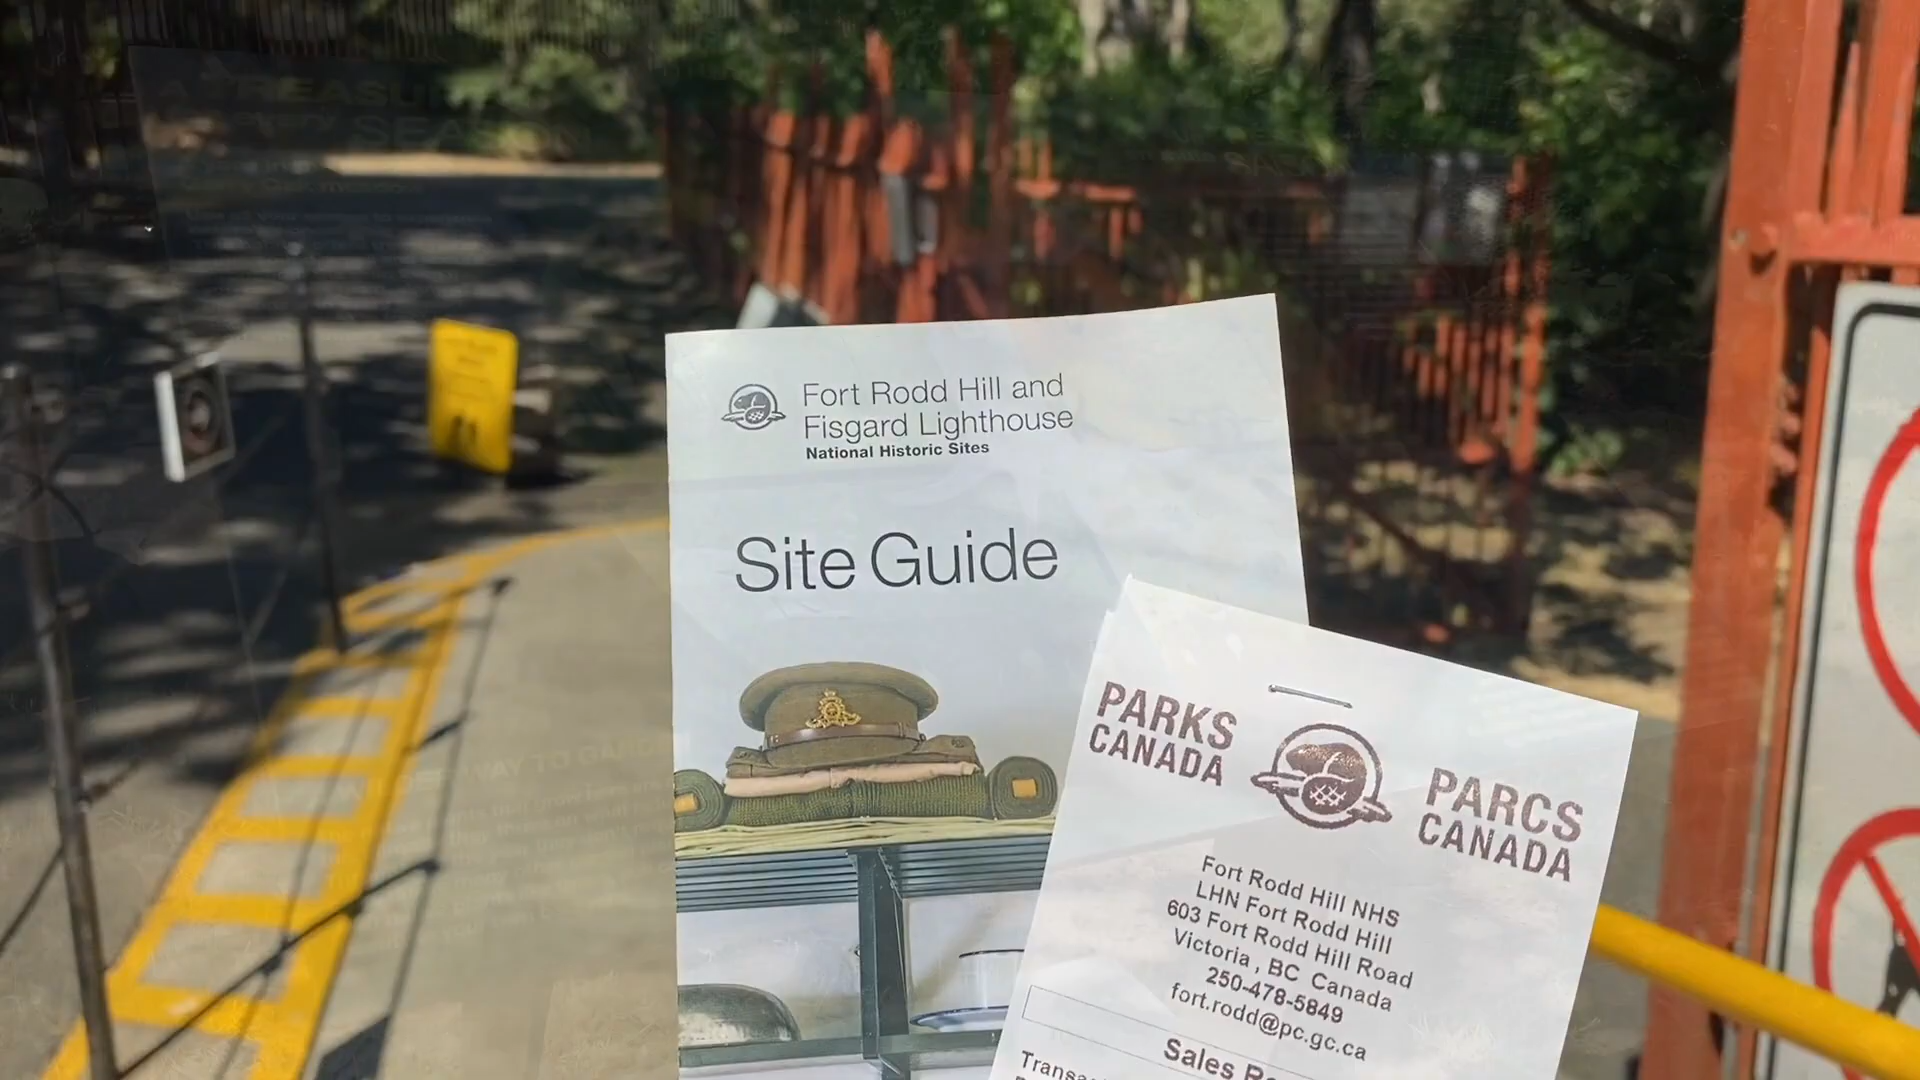 Fort Rodd Hill and
Fisgard Lighthouse
National Historic Sites
Site Guide
PARKS
CANADA
PARCS
CANADA
Fort Rodd Hill NHS
LHN Fort Rodd Hill
603 Fort Rodd Hill Road
Victoria , BC Canada
250-478-5849
fort.rodd@pc.gc.ca
Sales